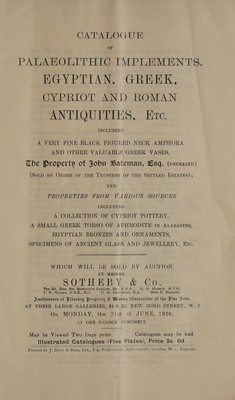 CATALOGUE
OF
PALAEOLITHIC IMPLEMENTS,
EGYPTIAN, GREEK,
CYPRIOT AND ROMAN
ANTIQUITIES, ETC.
INCLUDING
A VERY FINE BLACK FIGURED NECK AMPHORA
AND OTHER VALUABLE GREEK VASES,
The Property of John Bateman, Esq. (DECEASED)
(SOLD BY ORDER OF THE TRUSTEES OF THE SETTLED ESTATES);
AND
PROPERTIES FROM VARIOUS SOURCES
INCLUDING
A COLLECTION OF CYPRIOT POTTERY,
A SMALL GREEK TORSO OF APHRODITE IN ALABASTER,
EGYPTIAN BRONZES AND ORNAMENTS,
SPECIMENS OF ANCIENT GLASS AND JEWELLERY, ETC.
WHICH WILL BE SOLD BY AUCTION
BY MESSRS.
SOTHEBY & CO.
Auctioneers of Literary Property & Works illustrative of the Fine Arts,
AT THEIR LARGE GALLERIES, 34 & 35, NEW BOND STREET, W. 1
ON MONDAY, THE 21st OF JUNE, 1926,
AT ONE O'CLOCK PRECISELY.
May be Viewed Two Days prior. Catalogues may be had.
Illustrated Catalogues (Five Plates), Price 2s. 6d.